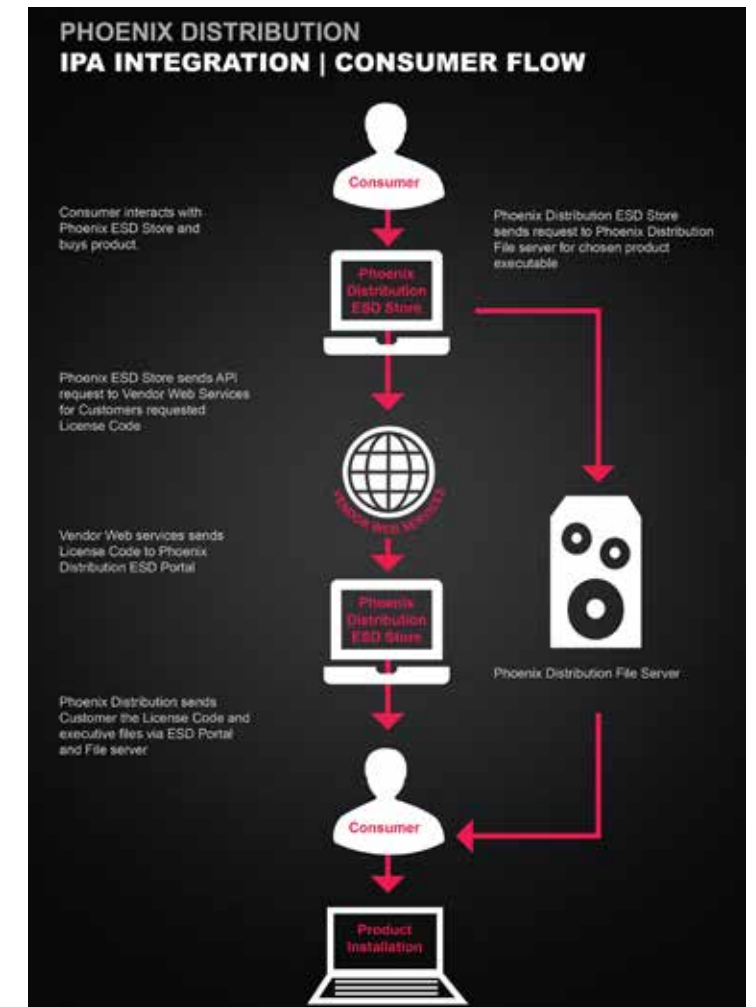 PHOENIX DISTRIBUTION
IPA INTEGRATION | CONSUMER FLOW
Consumer
Consumer interacts with
Phoenix ESD Store and
buys product.
Phoenix Distribution ESD Store
sends request to Phoenix Distribution
File server for chosen product
executable
Phoenix
Distribution
ESD Store
Phoenix ESD Store sends API
request to Vendor Web Services
for Customers requested
License Code
VENDOR WEB SERVICES
Vendor Web services sends
License Code to Phoenix
Distribution ESD Portal
Phoenix
Distribution
ESD Store
Phoenix Distribution File Server
Phoenix Distribution sends
Customer the License Code and
executive files via ESD Portal
and File server
Consumer
Product
Installation